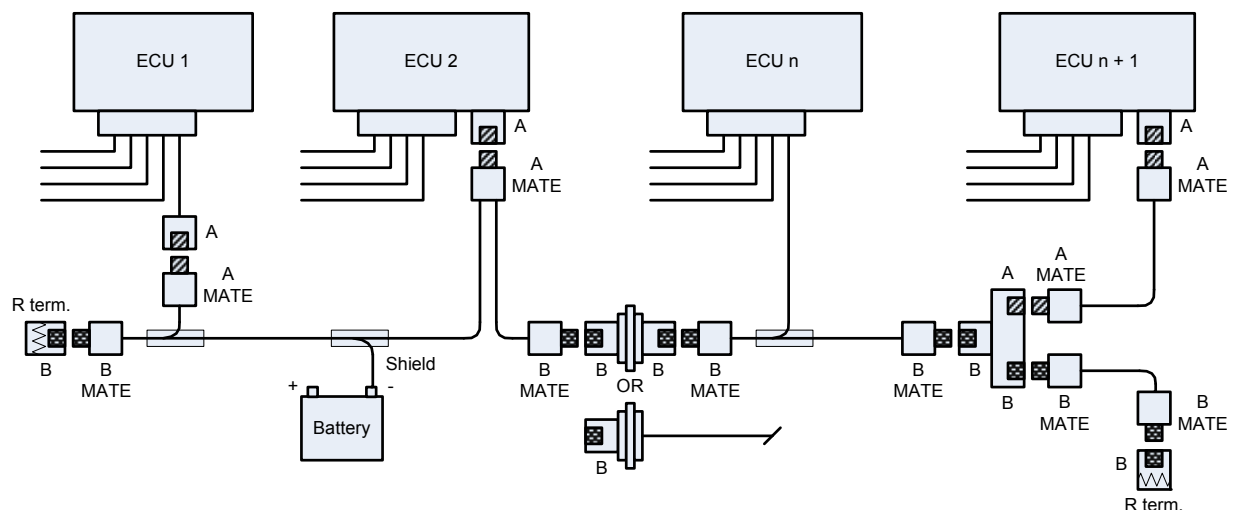 ECU 1
ECU 2
ECU n
ECU n + 1
A
A
A
MATE
A
MATE
A
A
MATE
R term.
B
B
MATE
Shield
+
-
Battery
B
MATE
B
B
B
MATE
OR
B
B
MATE
B
A
A
MATE
B
B
MATE
B
MATE
B
R term.